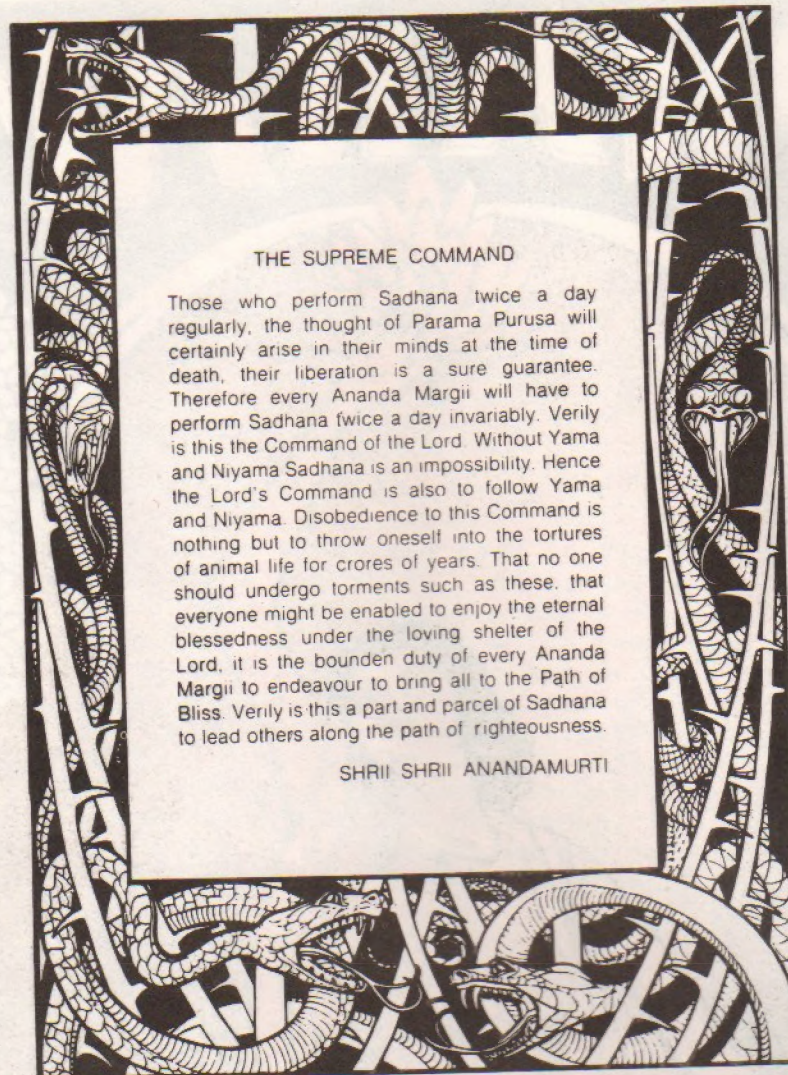 THE SUPREME COMMAND
Those who perform Sadhana twice a day
regularly, the thought of Parama Purusa will
certainly arise in their minds at the time of
death, their liberation is a sure guarantee.
Therefore every Ananda Margii will have to
perform Sadhana twice a day invariably. Verily
is this the Command of the Lord. Without Yama
and Niyama Sadhana is an impossibility. Hence
the Lord's Command is also to follow Yama
and Niyama. Disobedience to this Command is
nothing but to throw oneself into the tortures
of animal life for crores of years. That no one
should undergo torments such as these, that
everyone might be enabled to enjoy the eternal
blessedness under the loving shelter of the
Lord, it is the bounden duty of every Ananda
Margii to endeavour to bring all to the Path of
Bliss. Verily is this a part and parcel of Sadhana
to lead others along the path of righteousness.
SHRII SHRII ANANDAMURTI